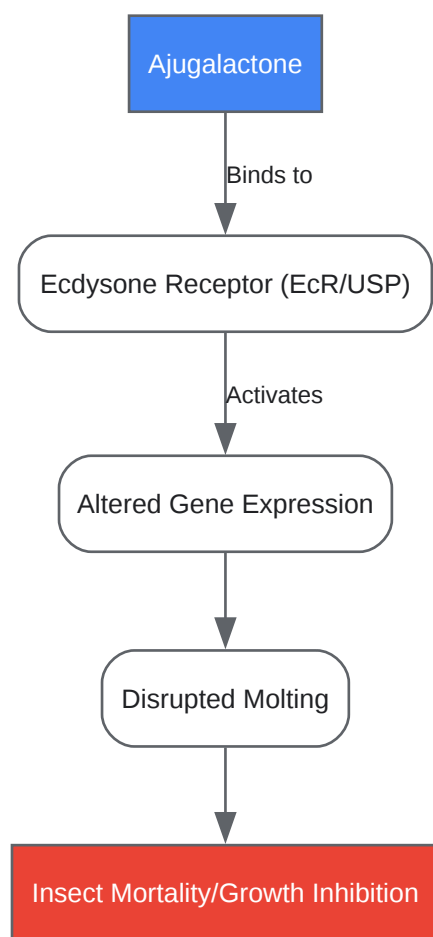 Ajugalactone
Binds to
Ecdysone Receptor (EcR/USP)
Activates
Altered Gene Expression
Disrupted Molting
Insect Mortality/Growth Inhibition